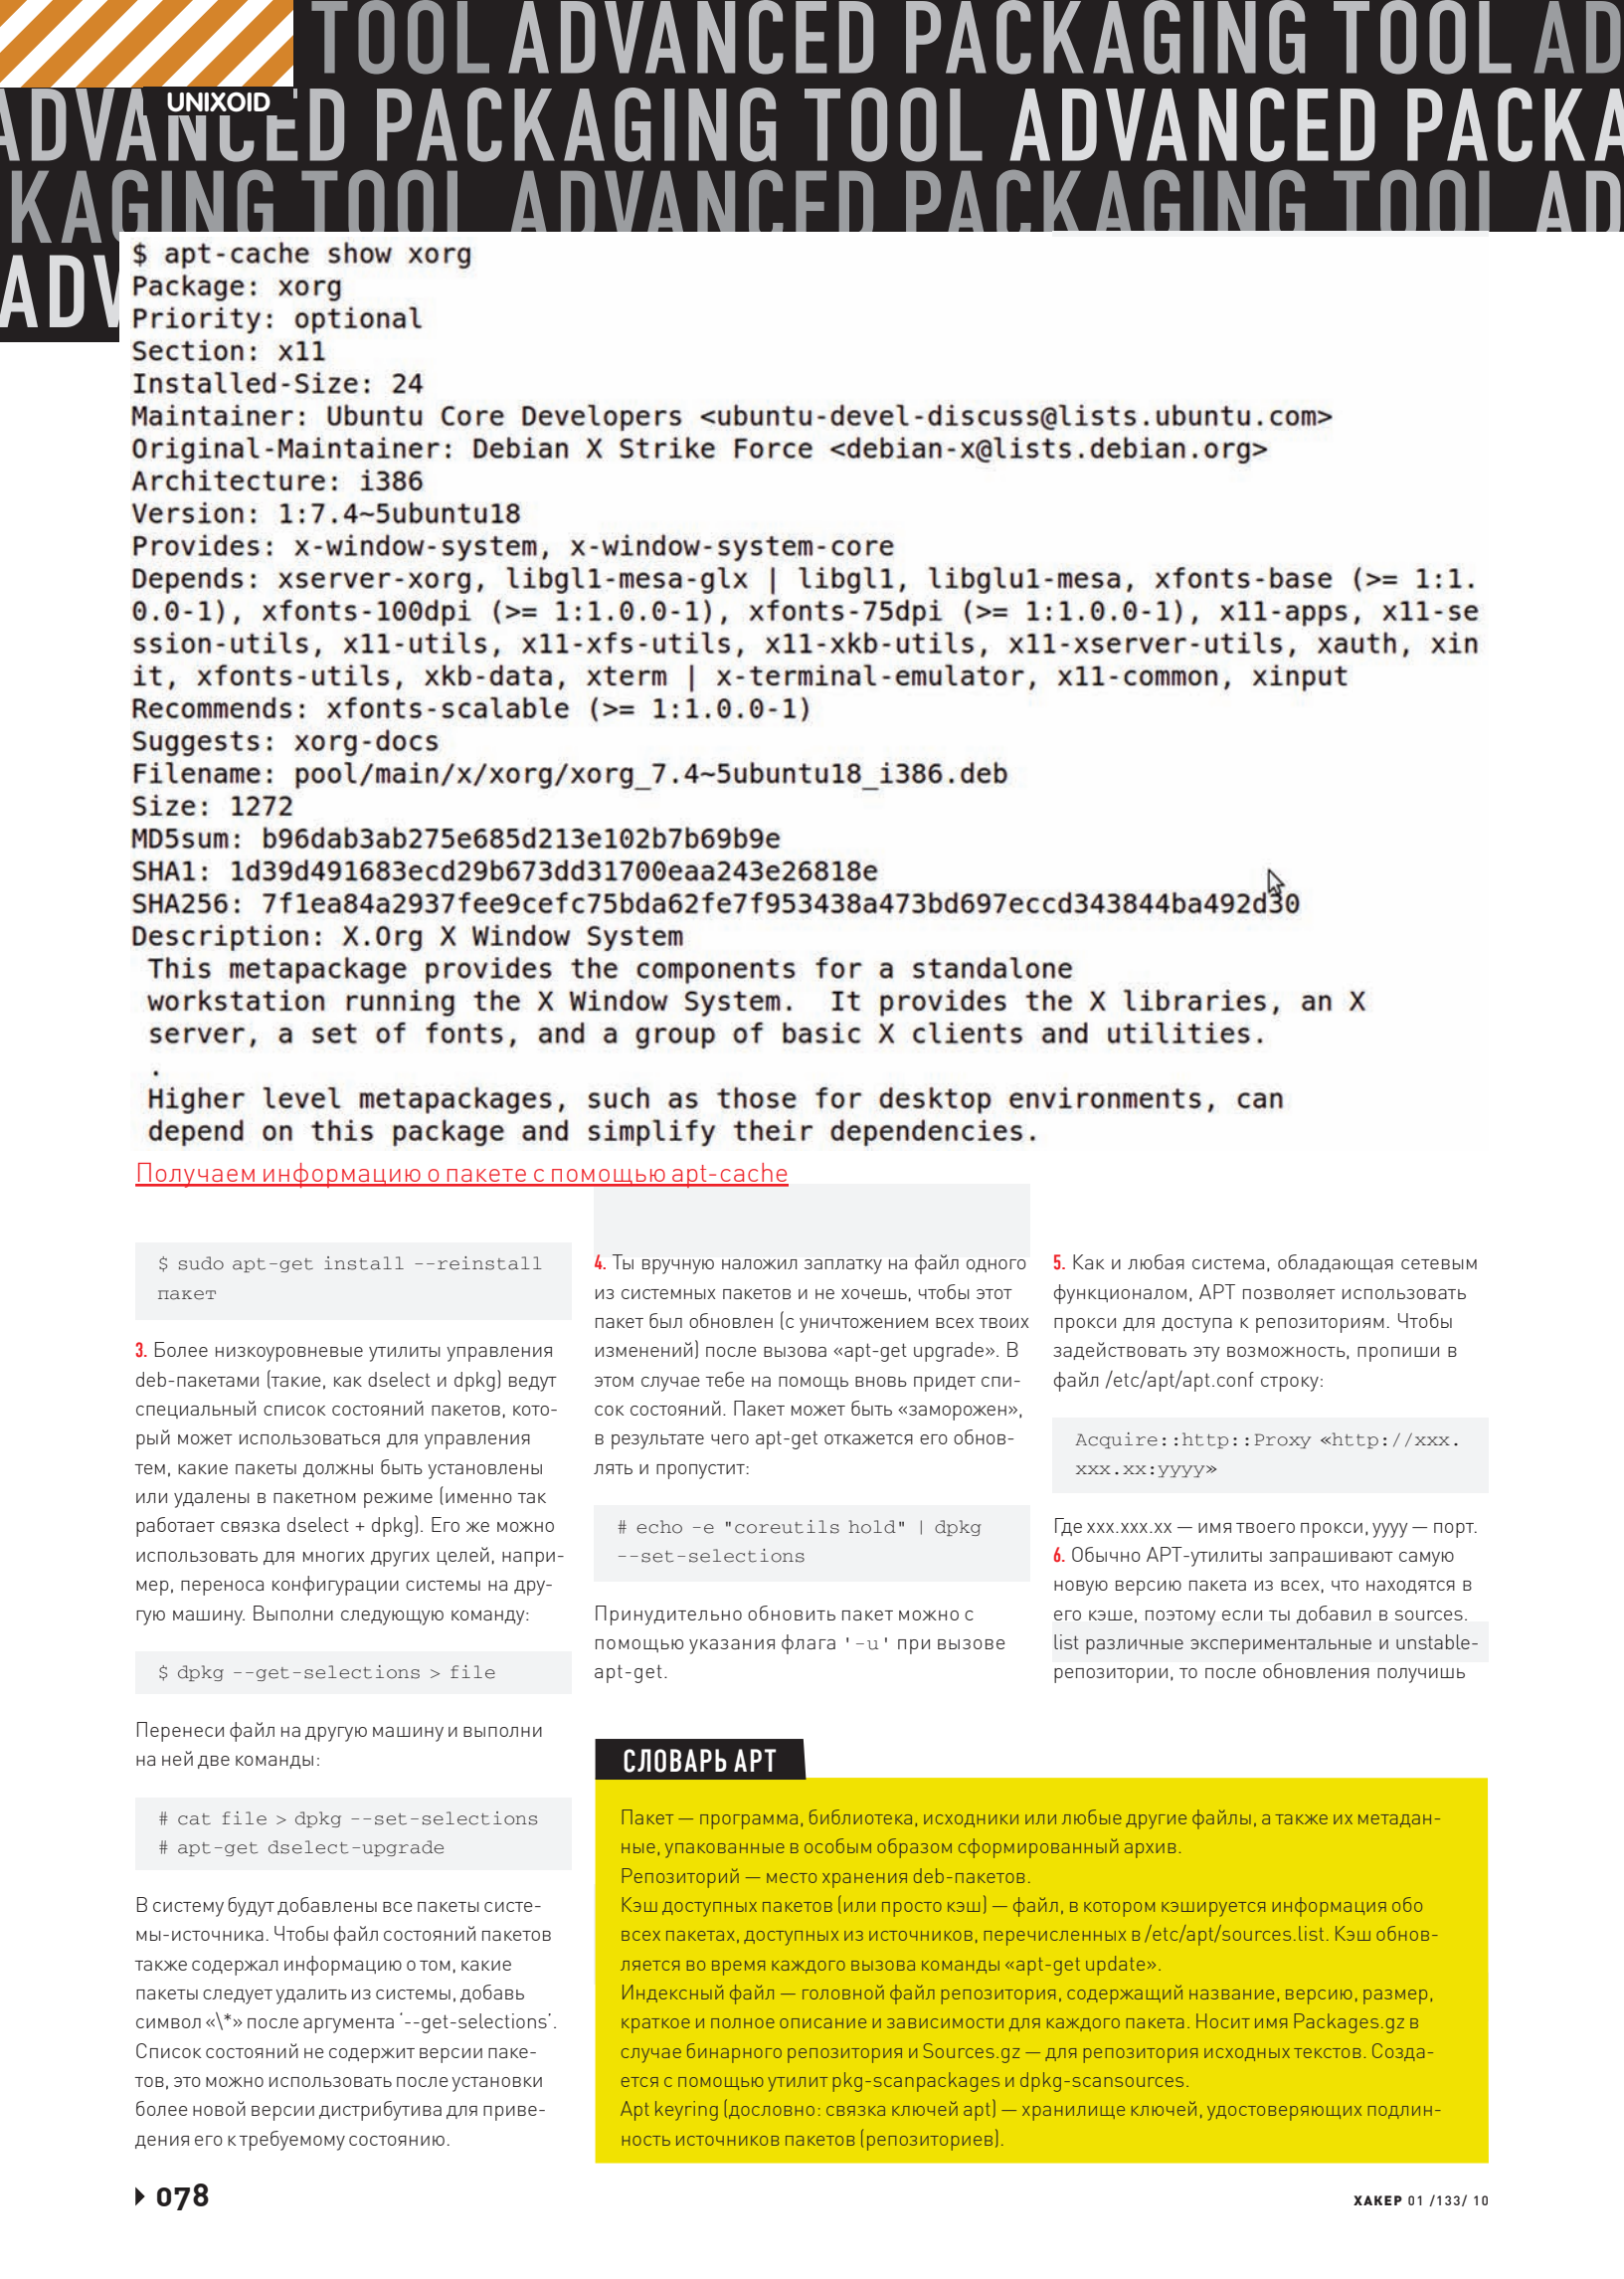 TOOL ADVANCED PACKAGING TOOL AD
UNIXOID
ADVANCED PACKAGING TOOL ADVANCED PACKA
KAGING TOOL ADVANCED PACKAGING TOOL AD
ADV
$ apt-cache show xorg
Package: xorg
Priority: optional
Section: x11
Installed-Size: 24
Maintainer: Ubuntu Core Developers <ubuntu-devel-discuss@lists.ubuntu.com>
Original-Maintainer: Debian X Strike Force <debian-x@lists.debian.org>
Architecture: i386
Version: 1:7.4~5ubuntu18
Provides: x-window-system, x-window-system-core
Depends: xserver-xorg, libgl1-mesa-glx | libgl1, libglu1-mesa, xfonts-base (>= 1:1.
0.0-1), xfonts-100dpi (>= 1:1.0.0-1), xfonts-75dpi (>= 1:1.0.0-1), x11-apps, x11-se
ssion-utils, x11-utils, x11-xfs-utils, x11-xkb-utils, x11-xserver-utils, xauth, xin
it, xfonts-utils, xkb-data, xterm | x-terminal-emulator, x11-common, xinput
Recommends: xfonts-scalable (>= 1:1.0.0-1)
Suggests: xorg-docs
Filename: pool/main/x/xorg/xorg_7.4~5ubuntu18_i386.deb
Size: 1272
MD5sum: b96dab3ab275e685d213e102b7b69b9e
SHA1: 1d39d491683ecd29b673dd31700eaa243e26818e
SHA256: 7f1ea84a2937fee9cefc75bda62fe7f953438a473bd697eccd343844ba492d30
Description: X.Org X Window System
This metapackage provides the components for a standalone
workstation running the X Window System.  It provides the X libraries, an X
server, a set of fonts, and a group of basic X clients and utilities.
.
Higher level metapackages, such as those for desktop environments, can
depend on this package and simplify their dependencies.
Получаем информацию о пакете с помощью apt-cache
$ sudo apt-get install --reinstall
пакет
3. Более низкоуровневые утилиты управления
deb-пакетами (такие, как dselect и dpkg) ведут
специальный список состояний пакетов, кото-
рый может использоваться для управления
тем, какие пакеты должны быть установлены
или удалены в пакетном режиме (именно так
работает связка dselect + dpkg). Его же можно
использовать для многих других целей, напри-
мер, переноса конфигурации системы на дру-
гую машину. Выполни следующую команду:
$ dpkg --get-selections > file
Перенеси файл на другую машину и выполни
на ней две команды:
# cat file > dpkg --set-selections
# apt-get dselect-upgrade
В систему будут добавлены все пакеты систе-
мы-источника. Чтобы файл состояний пакетов
также содержал информацию о том, какие
пакеты следует удалить из системы, добавь
символ «\*» после аргумента '--get-selections'.
Список состояний не содержит версии паке-
тов, это можно использовать после установки
более новой версии дистрибутива для приве-
дения его к требуемому состоянию.
4. Ты вручную наложил заплатку на файл одного
из системных пакетов и не хочешь, чтобы этот
пакет был обновлен (с уничтожением всех твоих
изменений) после вызова «apt-get upgrade». В
этом случае тебе на помощь вновь придет спи-
сок состояний. Пакет может быть «заморожен»,
в результате чего apt-get откажется его обнов-
лять и пропустит:
# echo -e "coreutils hold" | dpkg
--set-selections
Принудительно обновить пакет можно с
помощью указания флага '-u' при вызове
apt-get.
5. Как и любая система, обладающая сетевым
функционалом, APT позволяет использовать
прокси для доступа к репозиториям. Чтобы
задействовать эту возможность, пропиши в
файл /etc/apt/apt.conf строку:
Acquire::http::Proxy «http://xxx.
xxx.xx:yyyy»
Где xxx.xxx.xx — имя твоего прокси, yyyy — порт.
6. Обычно APT-утилиты запрашивают самую
новую версию пакета из всех, что находятся в
его кэше, поэтому если ты добавил в sources.
list различные экспериментальные и unstable-
репозитории, то после обновления получишь
СЛОВАРЬ APT
Пакет — программа, библиотека, исходники или любые другие файлы, а также их метадан-
ные, упакованные в особым образом сформированный архив.
Репозиторий — место хранения deb-пакетов.
Кэш доступных пакетов (или просто кэш) — файл, в котором кэшируется информация обо
всех пакетах, доступных из источников, перечисленных в /etc/apt/sources.list. Кэш обнов-
ляется во время каждого вызова команды «apt-get update».
Индексный файл — головной файл репозитория, содержащий название, версию, размер,
краткое и полное описание и зависимости для каждого пакета. Носит имя Packages.gz в
случае бинарного репозитория и Sources.gz — для репозитория исходных текстов. Созда-
ется с помощью утилит pkg-scanpackages и dpkg-scansources.
Apt keyring (дословно: связка ключей apt) — хранилище ключей, удостоверяющих подлин-
ность источников пакетов (репозиториев).
078
ХАКЕР 01 /133/ 10